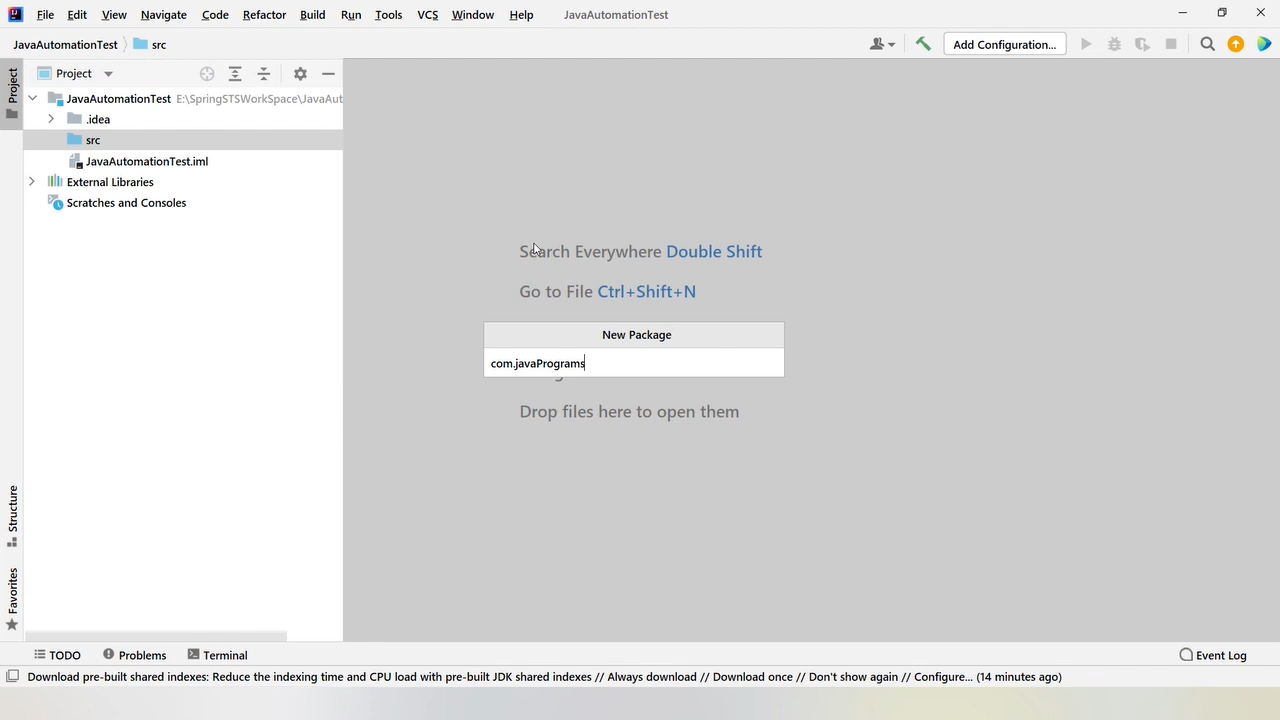 File Edit View Navigate Code Refactor Build Run Tools VCS Window Help JavaAutomationTest
JavaAutomationTest src Add Configuration...
Project
Project
JavaAutomationTest E:\SpringSTSWorkSpace\JavaAut
.idea
src
JavaAutomationTest.iml
External Libraries
Scratches and Consoles
Search Everywhere Double Shift
Go to File Ctrl+Shift+N
New Package
com.javaPrograms
Drop files here to open them
Structure
Favorites
TODO Problems Terminal Event Log
Download pre-built shared indexes: Reduce the indexing time and CPU load with pre-built JDK shared indexes // Always download // Download once // Don't show again // Configure... (14 minutes ago)